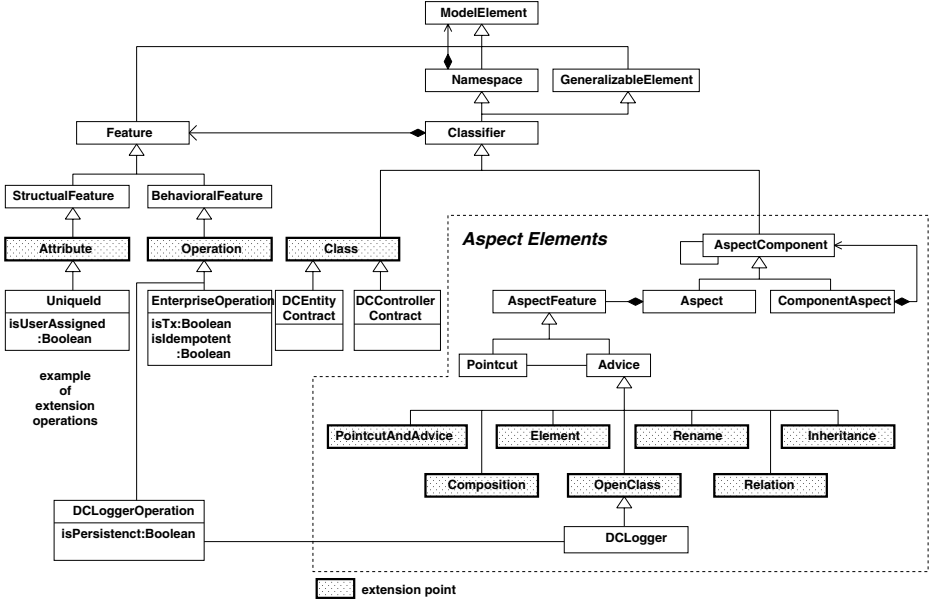 ModelElement
Namespace
GeneralizableElement
Feature
Classifier
StructualFeature
BehavioralFeature
Aspect Elements
Attribute
Operation
Class
AspectComponent
UniqueId
isUserAssigned
:Boolean
EnterpriseOperation
isTx:Boolean
isIdempotent
:Boolean
DCEntity
Contract
DCController
Contract
AspectFeature
Aspect
ComponentAspect
Pointcut
Advice
example
of
extension
operations
PointcutAndAdvice
Element
Rename
Inheritance
Composition
OpenClass
Relation
DCLoggerOperation
isPersistenct:Boolean
DCLogger
extension point